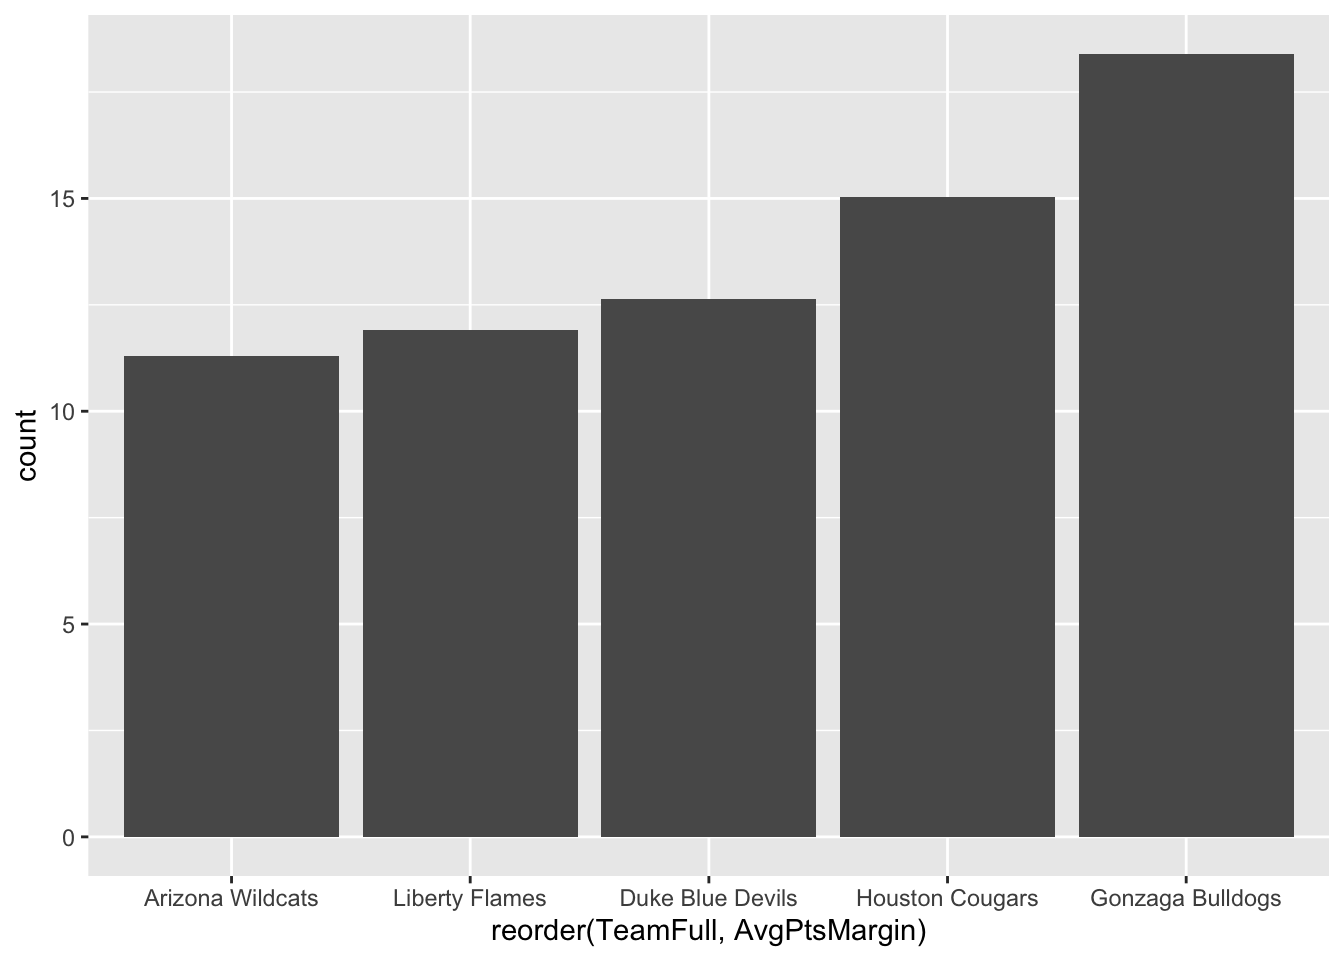 count
15
10
5
0
Arizona Wildcats
Liberty Flames
Duke Blue Devils
Houston Cougars
Gonzaga Bulldogs
reorder(TeamFull, AvgPtsMargin)